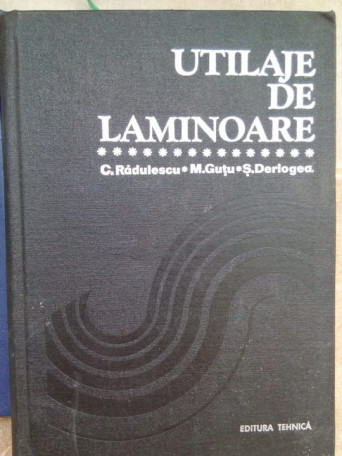 UTILAJE
DE
LAMINOARE
C.Rădulescu • M.Guțu • Ș.Derlogea.
EDITURA TEHNICĂ